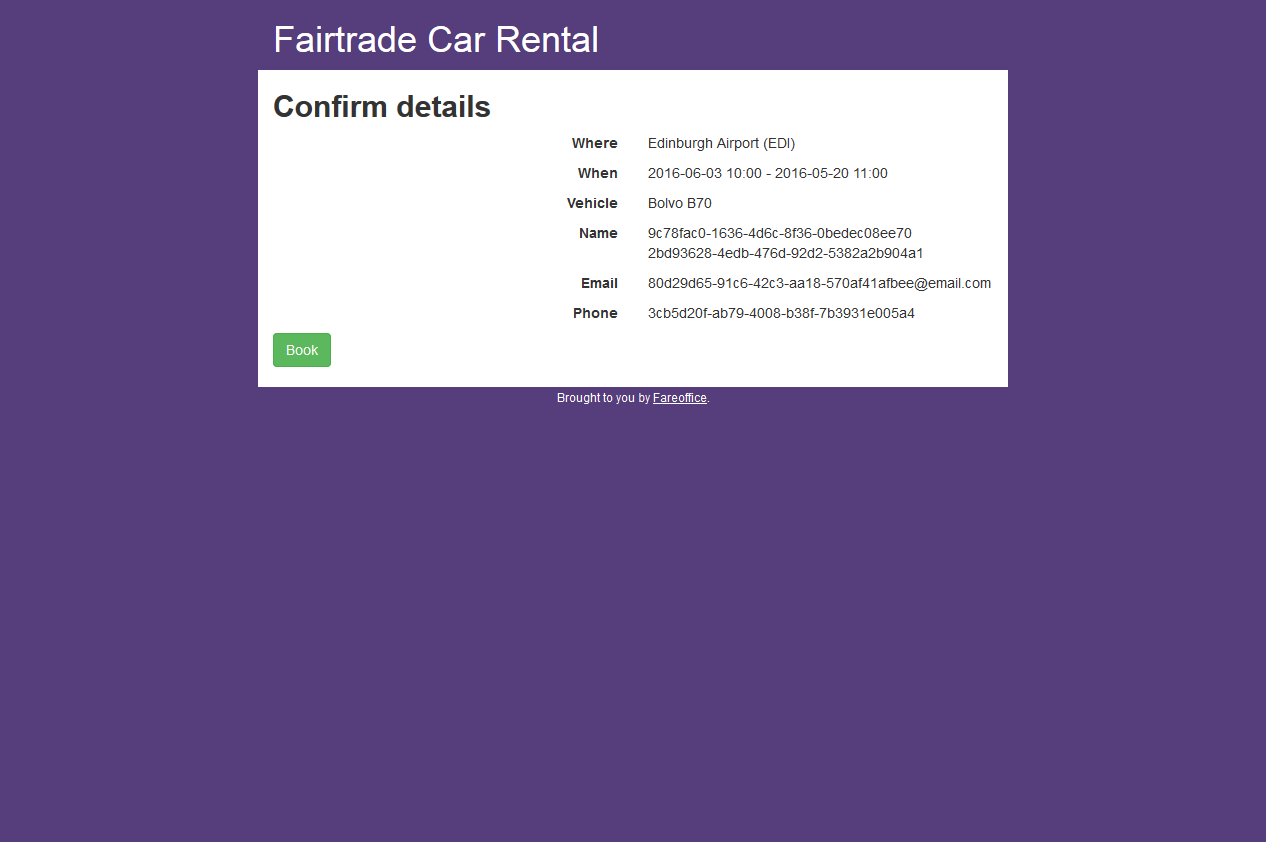 Fairtrade Car Rental
Confirm details
Where Edinburgh Airport (EDI)
When 2016-06-03 10:00 - 2016-05-20 11:00
Vehicle Bolvo B70
Name 9c78fac0-1636-4d6c-8f36-0bedec08ee70
2bd93628-4edb-476d-92d2-5382a2b904a1
Email 80d29d65-91c6-42c3-aa18-570af41afbee@email.com
Phone 3cb5d20f-ab79-4008-b38f-7b3931e005a4
Book
Brought to you by Fareoffice.